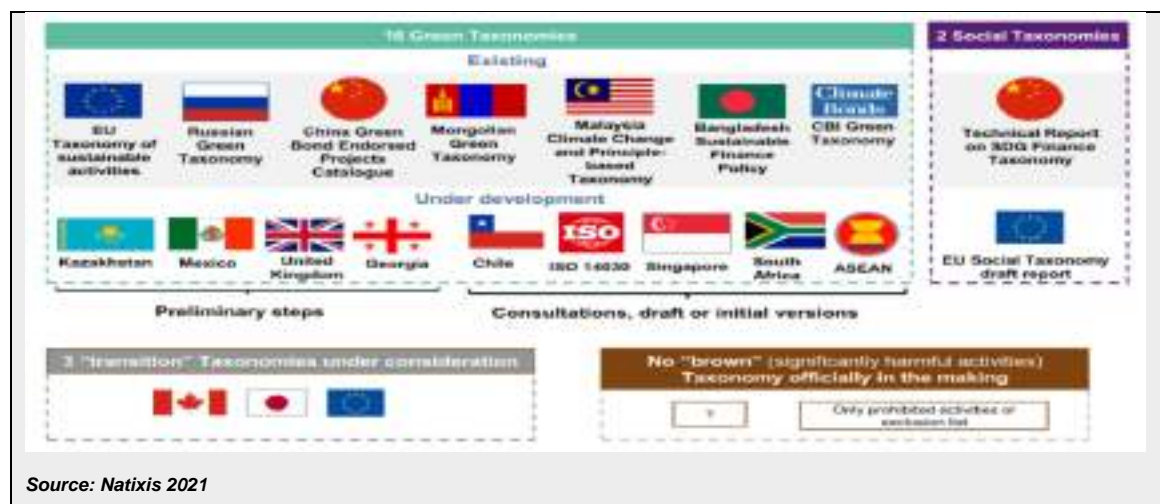 16 Green Taxonomies
2 Social Taxonomies
Existing
EU
Taxonomy of
sustainable
activities
Russian
Green
Taxonomy
China Green
Bond Endorsed
Projects
Catalogue
Mongolian
Green
Taxonomy
Malaysia
Climate Change
and Principle-
based
Taxonomy
Bangladesh
Sustainable
Finance
Policy
Climate
Bonds
CBI Green
Taxonomy
Technical Report
on SDG Finance
Taxonomy
Under development
Kazakhstan
Mexico
United
Kingdom
Georgia
Chile
ISO
ISO 14030
Singapore
South
Africa
ASEAN
EU Social Taxonomy
draft report
Preliminary steps
Consultations, draft or initial versions
3 "transition" Taxonomies under consideration
No "brown" (significantly harmful activities)
Taxonomy officially in the making
?
Only prohibited activities or
exclusion list
Source: Natixis 2021